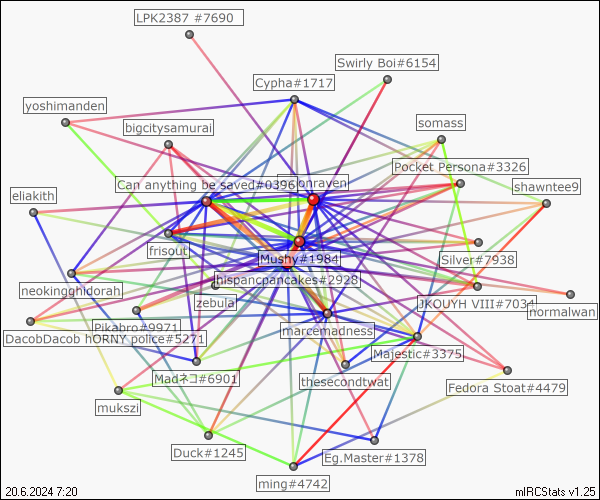 LPK2387 #7690
Swirly Boi#6154
Cypha#1717
yoshimanden
bigcitysamurai
somass
Pocket Persona#3326
Can anything be saved#0396
onraven
shawntee9
eliakith
frisout
Mushy#1984
Silver#7938
hispancpancakes#2928
neokingghidorah
zebula
JKOUYH VIII#7034
normalwan
Pikabro#9971
marcemadness
DacobDacob hORNY police#5271
Majestic#3375
Madネコ#6901
thesecondtwat
Fedora Stoat#4479
mukszi
Duck#1245
Eg.Master#1378
ming#4742
20.6.2024 7:20
mIRCStats v1.25